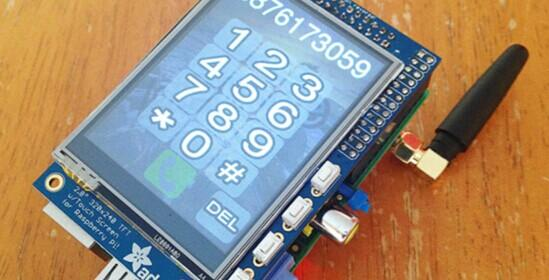 876173059
1 2 3
4 5 6
7 8 9
* 0 #
DEL
2.8" 320x240 TFT
w/Touch Screen
for Raspberry Pi
ada